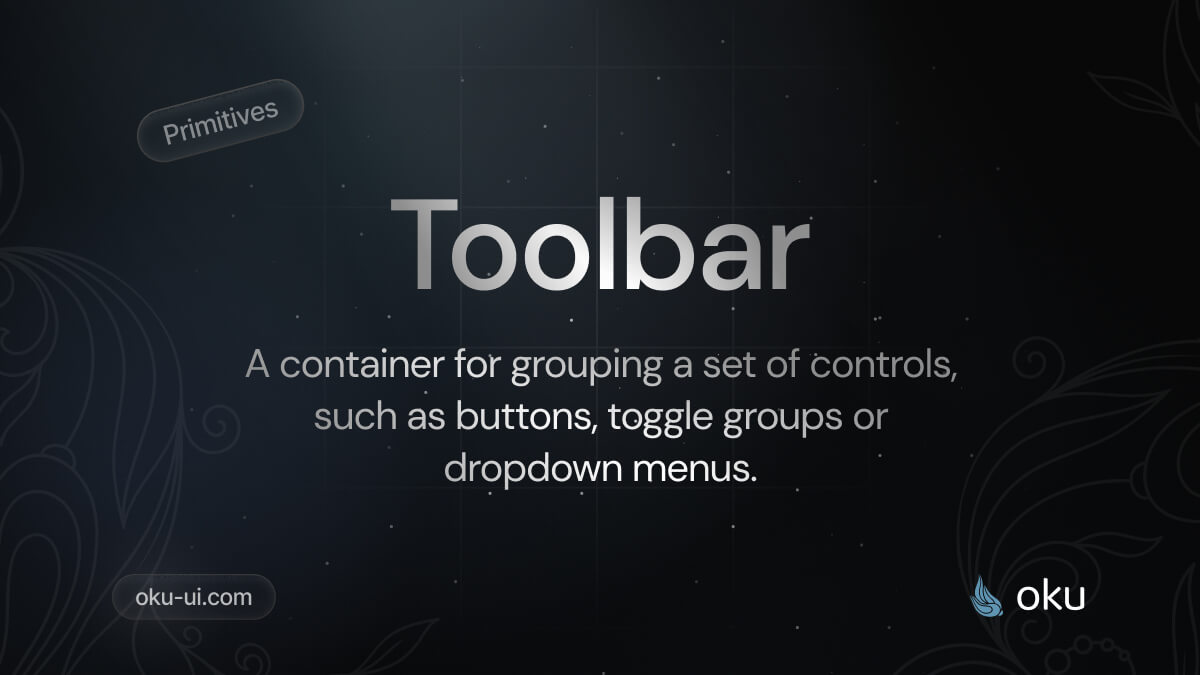 Primitives
Toolbar
A container for grouping a set of controls,
such as buttons, toggle groups or
dropdown menus.
oku-ui.com
oku